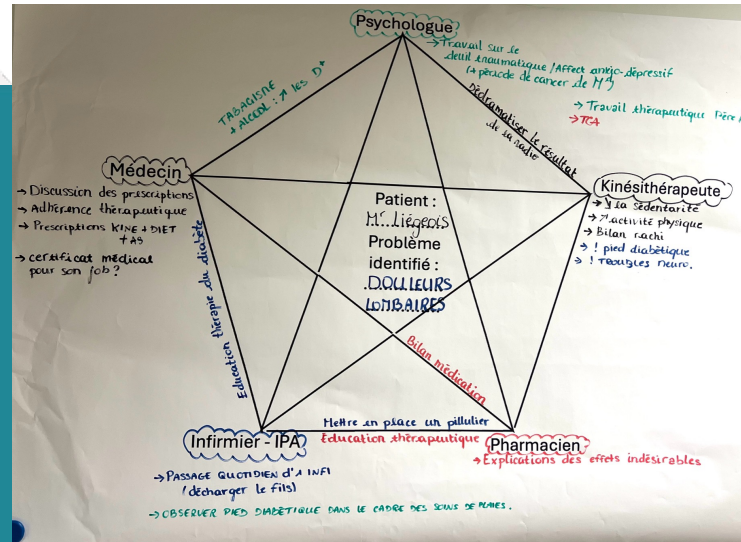 Psychologue
→ Travail sur le
deuil traumatique / Affect anxio-dépressif
(+ période de cancer de Mr)
→ Travail thérapeutique Père /
→ TCA
TABAGISME
+ ALCOOL : ↗ les D+
Dédramatiser le résultat
de la radio
Médecin
→ Discussion des prescriptions
→ Adhérence thérapeutique
→ Prescriptions KINE + DIET
+ AS
→ certificat médical
pour son job ?
Kinésithérapeute
→ ↘ la sédentarité
→ ↗ activité physique
→ Bilan rachi
→ ! pied diabétique
→ ! TROUBLES neuro.
Patient :
Mr Liégeois
Problème
identifié :
DOULEURS
LOMBAIRES
Education thérapie du diabète
Bilan médication
Infirmier - IPA
Mettre en place un pillulier
Éducation thérapeutique
Pharmacien
→ Explications des effets indésirables
→ PASSAGE QUOTIDIEN d'1 INFI
(décharger le fils)
→ OBSERVER PIED DIABÉTIQUE DANS LE CADRE DES SOINS DE PLAIES.